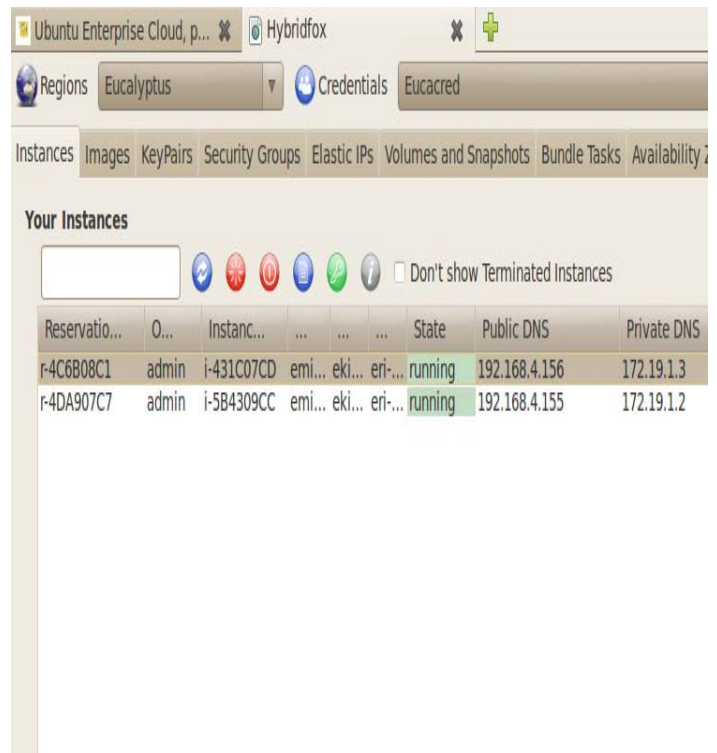 Ubuntu Enterprise Cloud, p... Hybridfox
Regions Eucalyptus Credentials Eucacred
Instances Images KeyPairs Security Groups Elastic IPs Volumes and Snapshots Bundle Tasks Availability Z
Your Instances
Don't show Terminated Instances
Reservatio... O... Instanc... ... ... ... State Public DNS Private DNS
r-4C6B08C1 admin i-431C07CD emi... eki... eri-... running 192.168.4.156 172.19.1.3
r-4DA907C7 admin i-5B4309CC emi... eki... eri-... running 192.168.4.155 172.19.1.2